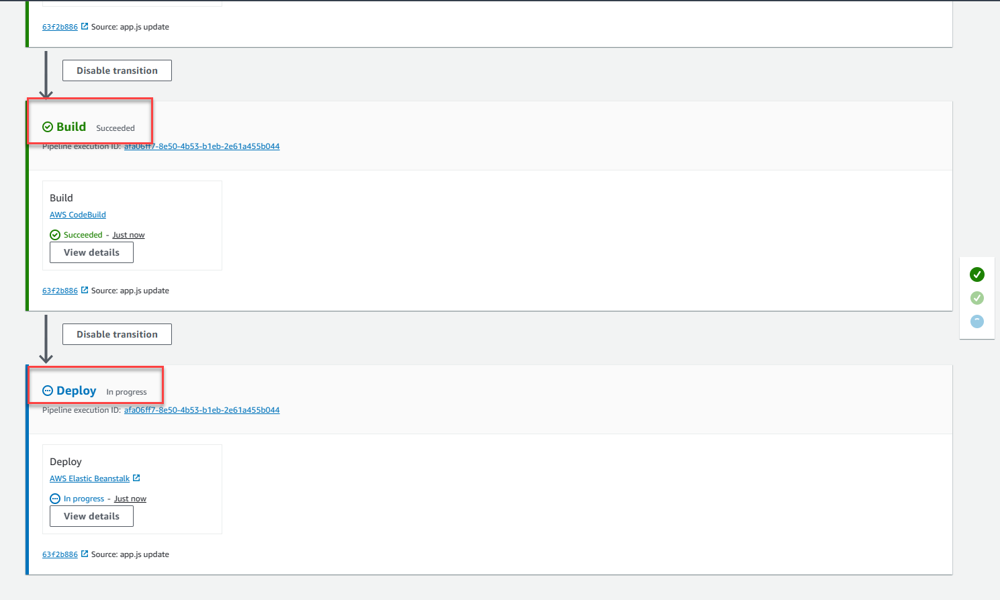 63f2b886 Source: app.js update
Disable transition
Build Succeeded
Pipeline execution ID: afa06ff7-8e50-4b53-b1eb-2e61a455b044
Build
AWS CodeBuild
Succeeded - Just now
View details
63f2b886 Source: app.js update
Disable transition
Deploy In progress
Pipeline execution ID: afa06ff7-8e50-4b53-b1eb-2e61a455b044
Deploy
AWS Elastic Beanstalk
In progress - Just now
View details
63f2b886 Source: app.js update